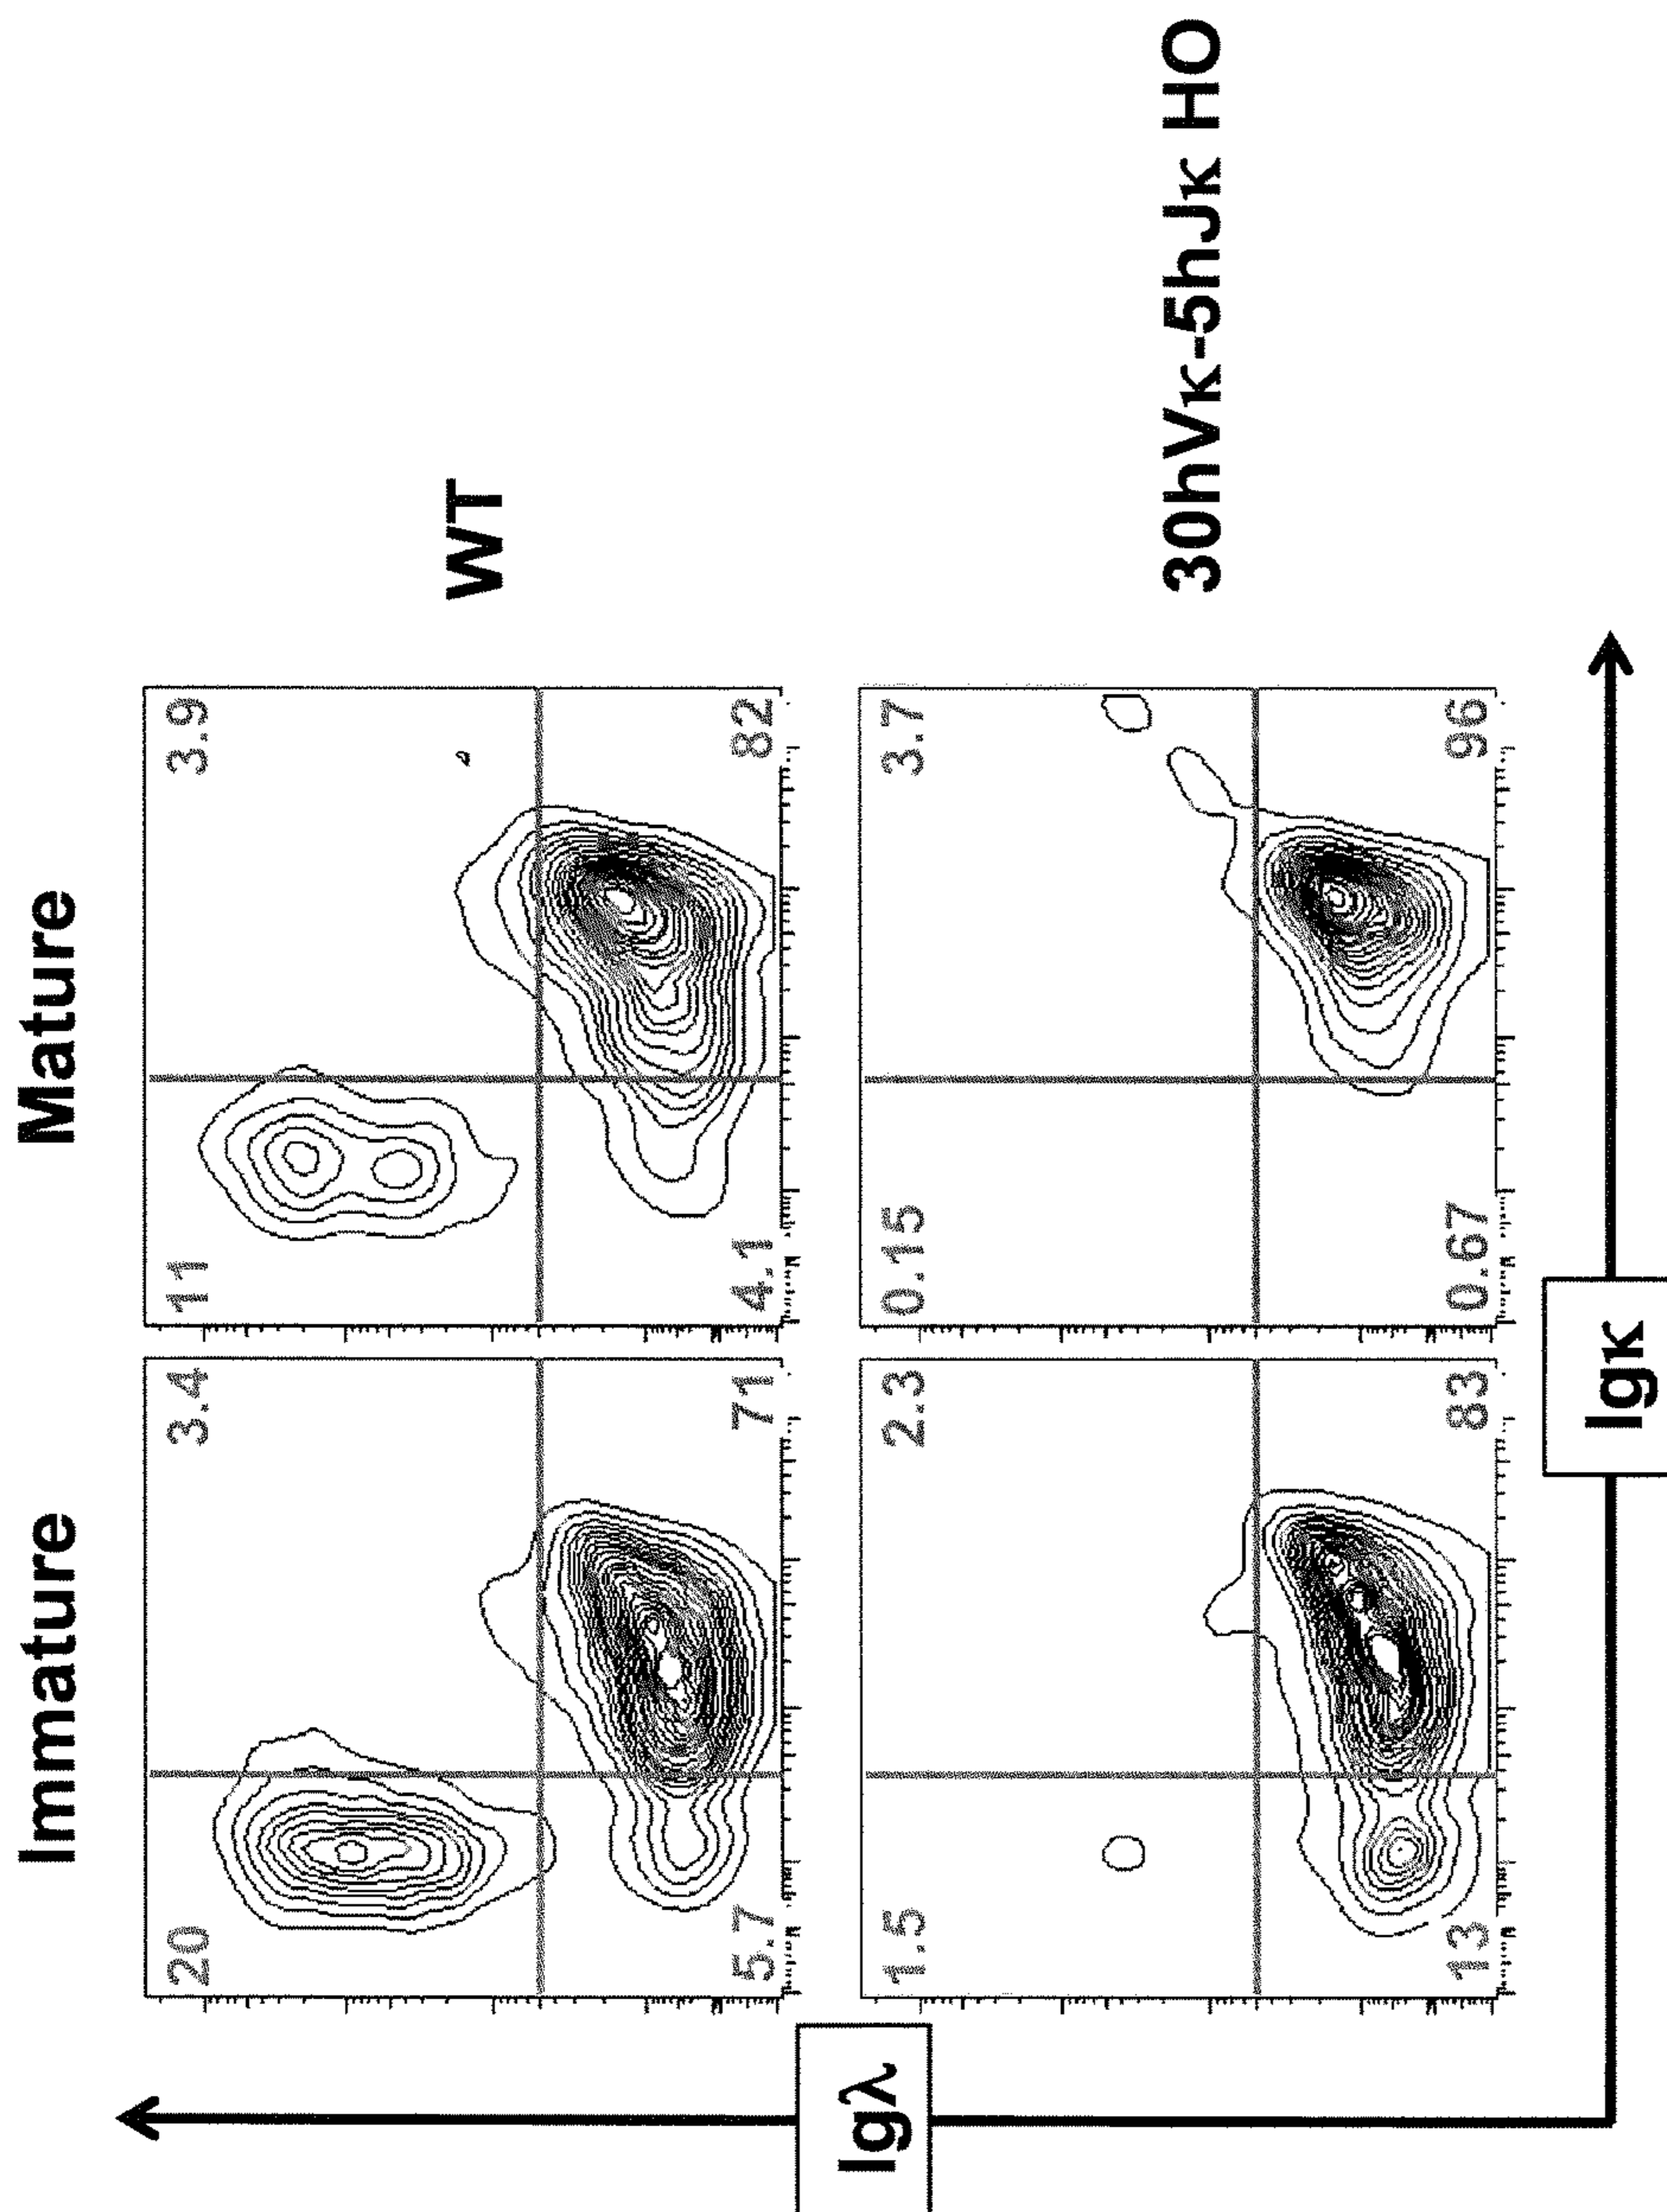 Immature
Mature
20
3.4
11
3.9
WT
5.7
71
4.1
82
Igλ
1.5
2.3
0.15
3.7
30hVκ-5hJκ HO
13
83
0.67
96
Igκ